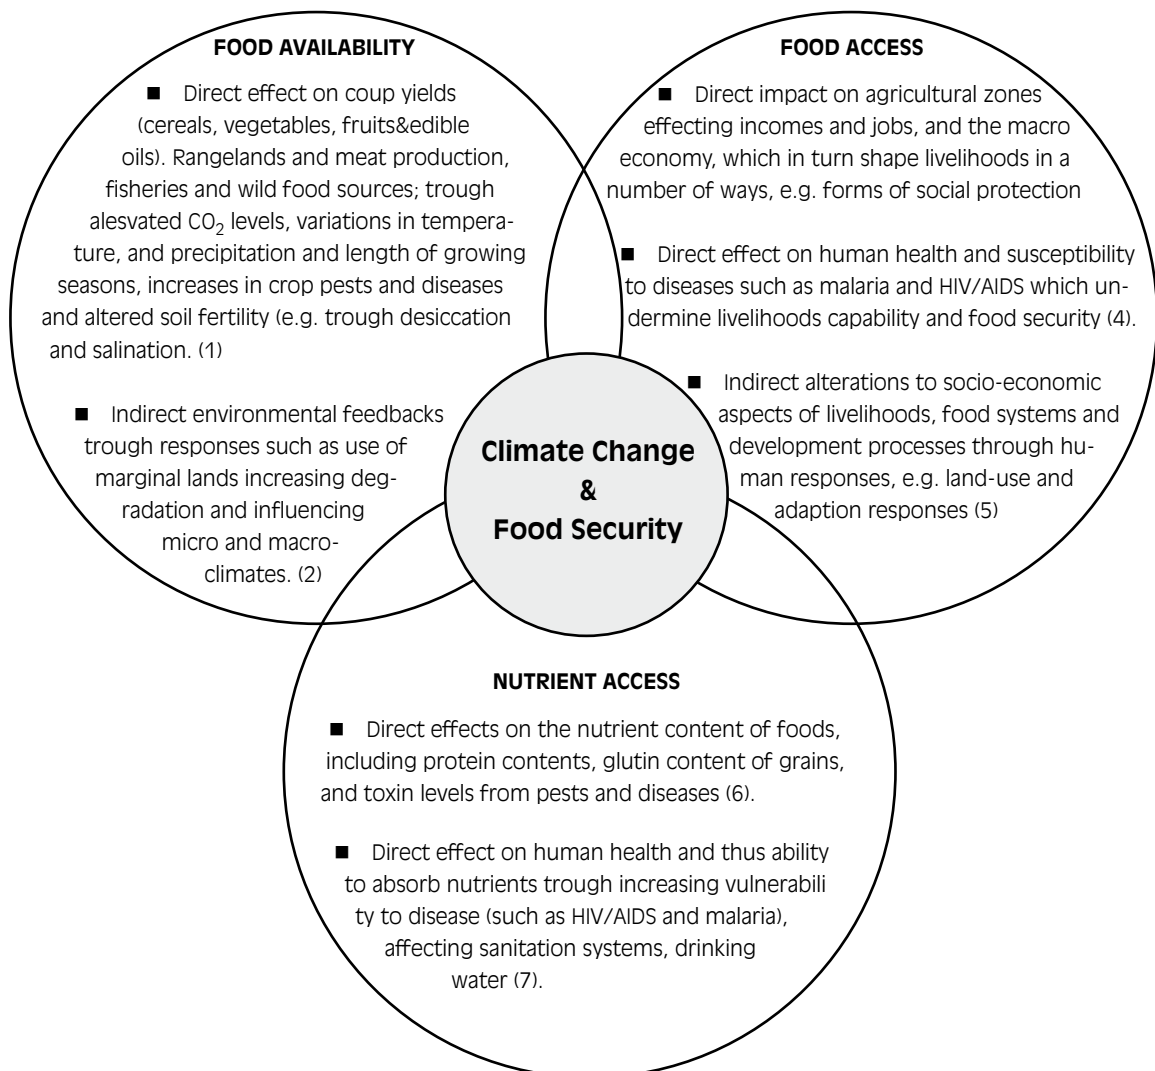 FOOD AVAILABILITY
■ Direct effect on coup yields
(cereals, vegetables, fruits&edible
oils). Rangelands and meat production,
fisheries and wild food sources; trough
alesvated CO₂ levels, variations in tempera-
ture, and precipitation and length of growing
seasons, increases in crop pests and diseases
and altered soil fertility (e.g. trough desiccation
and salination. (1)
■ Indirect environmental feedbacks
trough responses such as use of
marginal lands increasing deg-
radation and influencing
micro and macro-
climates. (2)
FOOD ACCESS
■ Direct impact on agricultural zones
effecting incomes and jobs, and the macro
economy, which in turn shape livelihoods in a
number of ways, e.g. forms of social protection
■ Direct effect on human health and susceptibility
to diseases such as malaria and HIV/AIDS which un-
dermine livelihoods capability and food security (4).
■ Indirect alterations to socio-economic
aspects of livelihoods, food systems and
development processes through hu-
man responses, e.g. land-use and
adaption responses (5)
Climate Change
&
Food Security
NUTRIENT ACCESS
■ Direct effects on the nutrient content of foods,
including protein contents, glutin content of grains,
and toxin levels from pests and diseases (6).
■ Direct effect on human health and thus ability
to absorb nutrients trough increasing vulnerabili
ty to disease (such as HIV/AIDS and malaria),
affecting sanitation systems, drinking
water (7).